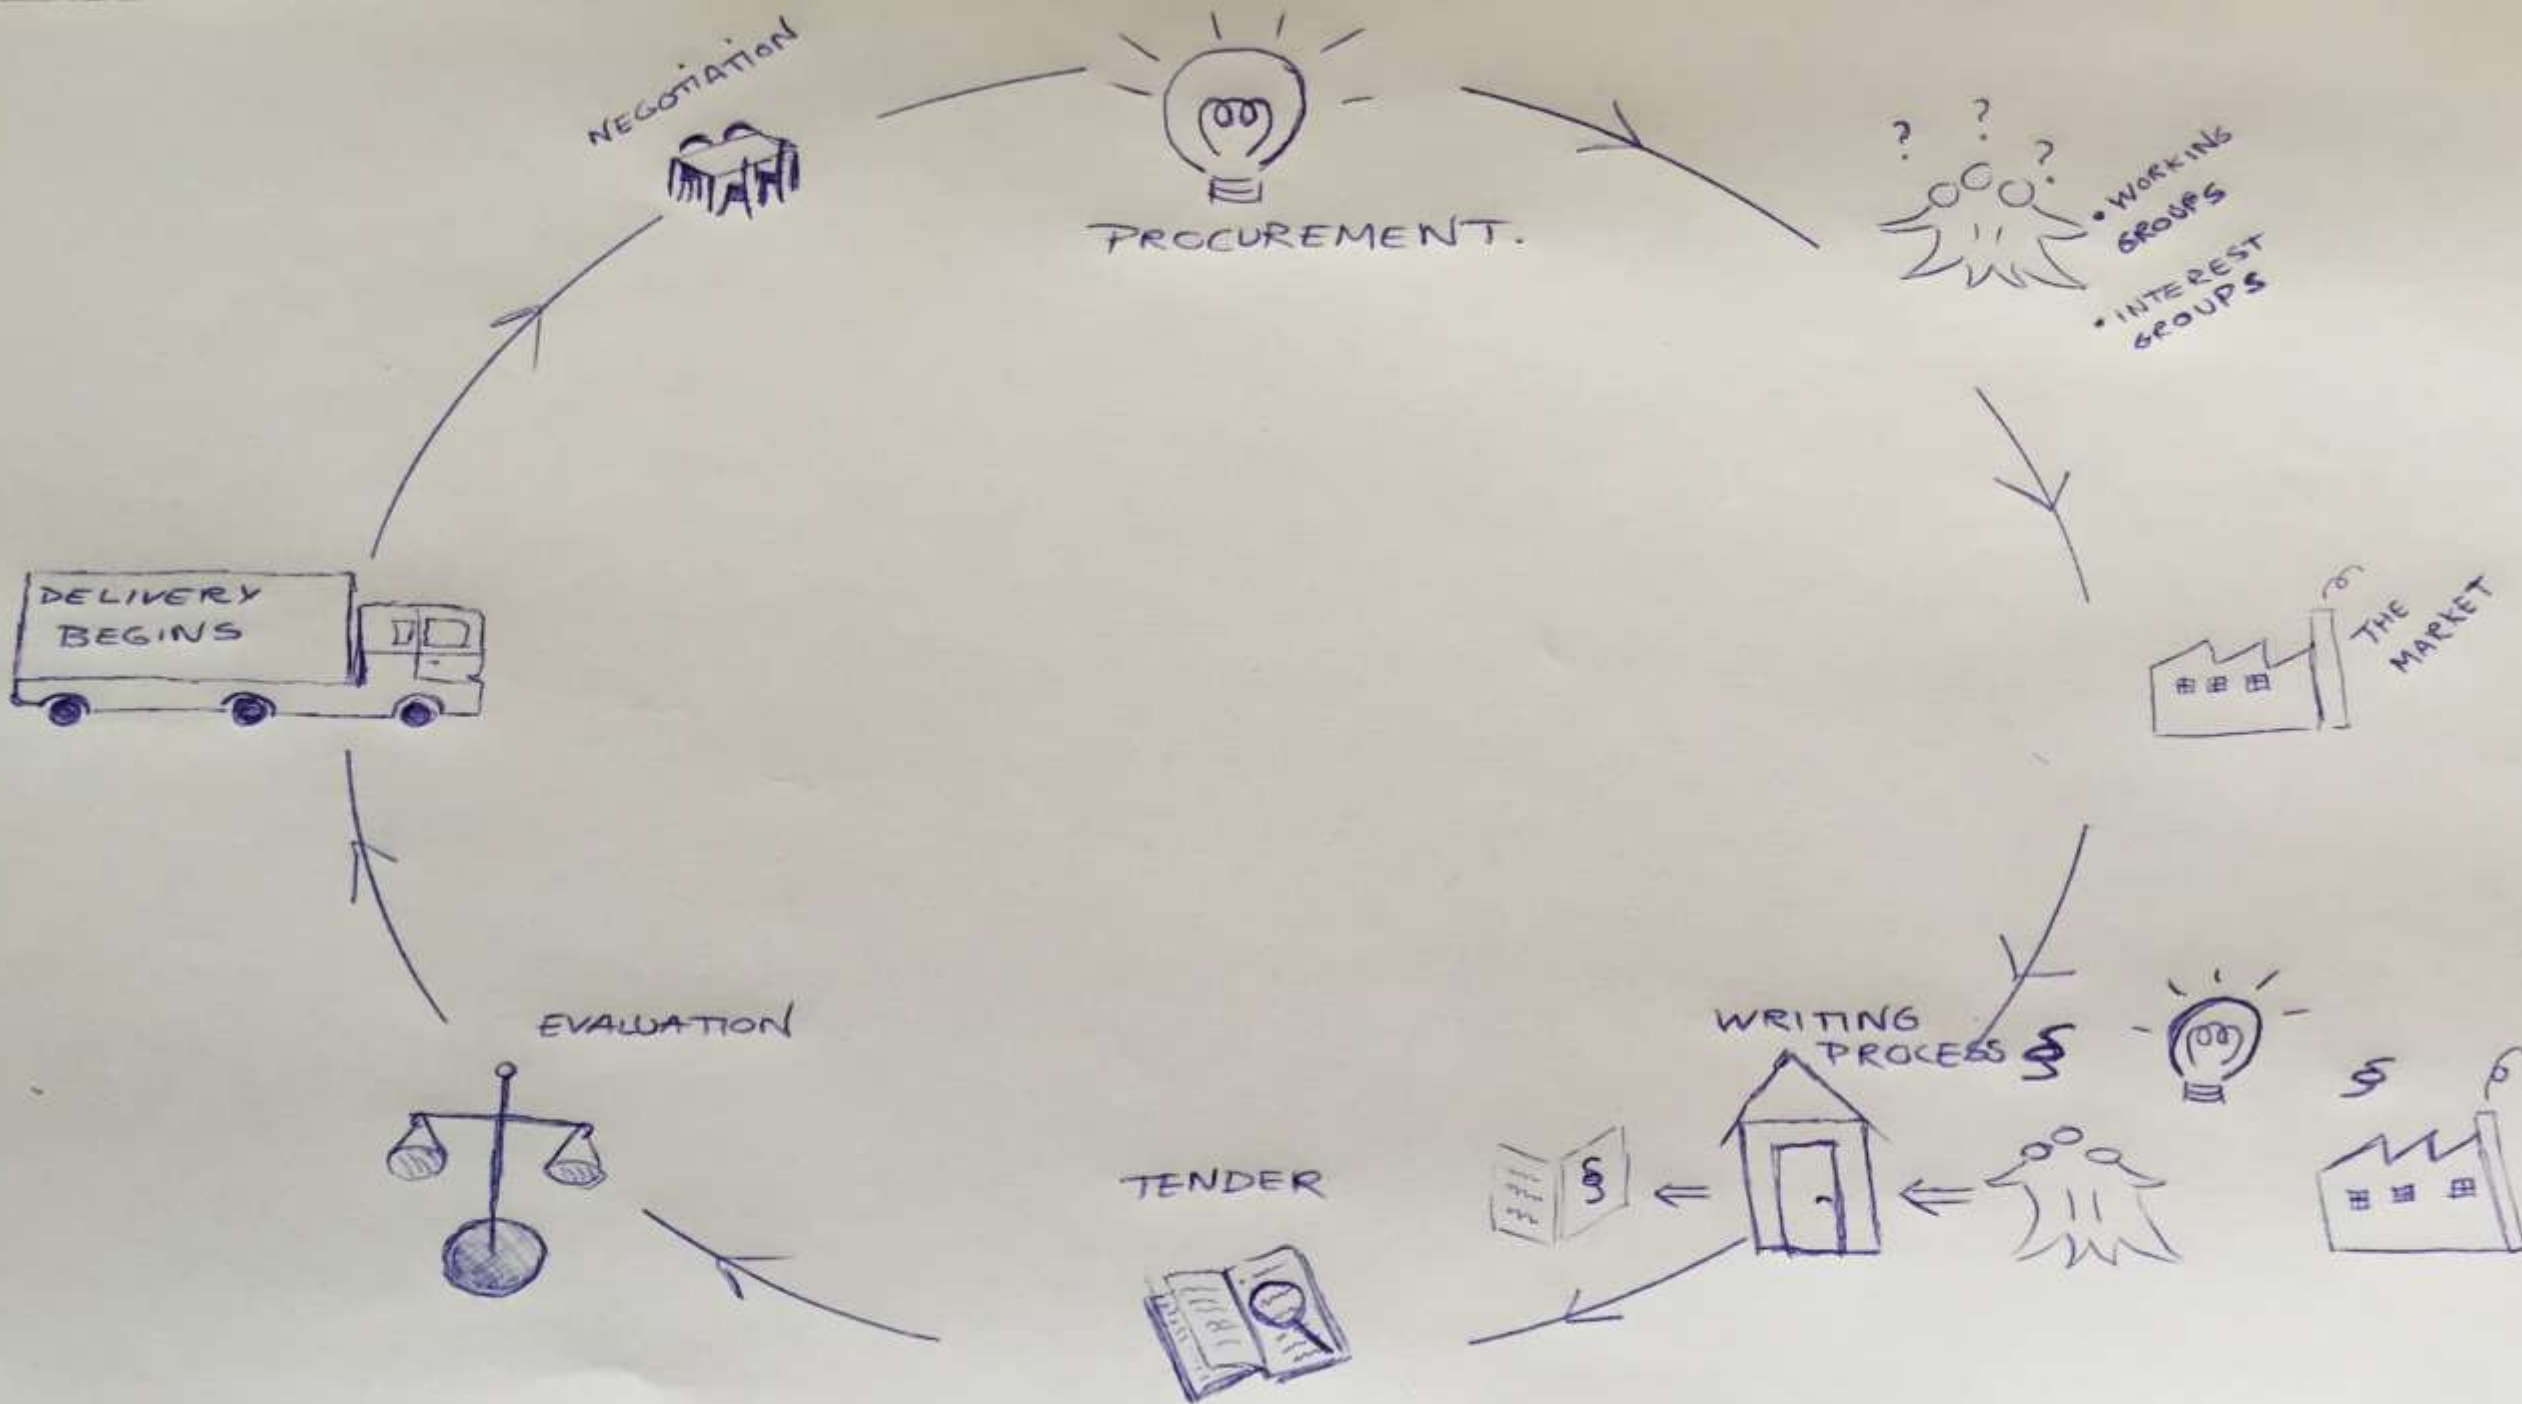 NEGOTIATION
PROCUREMENT.
? ? ?
• WORKING
GROUPS
• INTEREST
GROUPS
DELIVERY
BEGINS
THE
MARKET
EVALUATION
WRITING
PROCESS §
§
TENDER
§